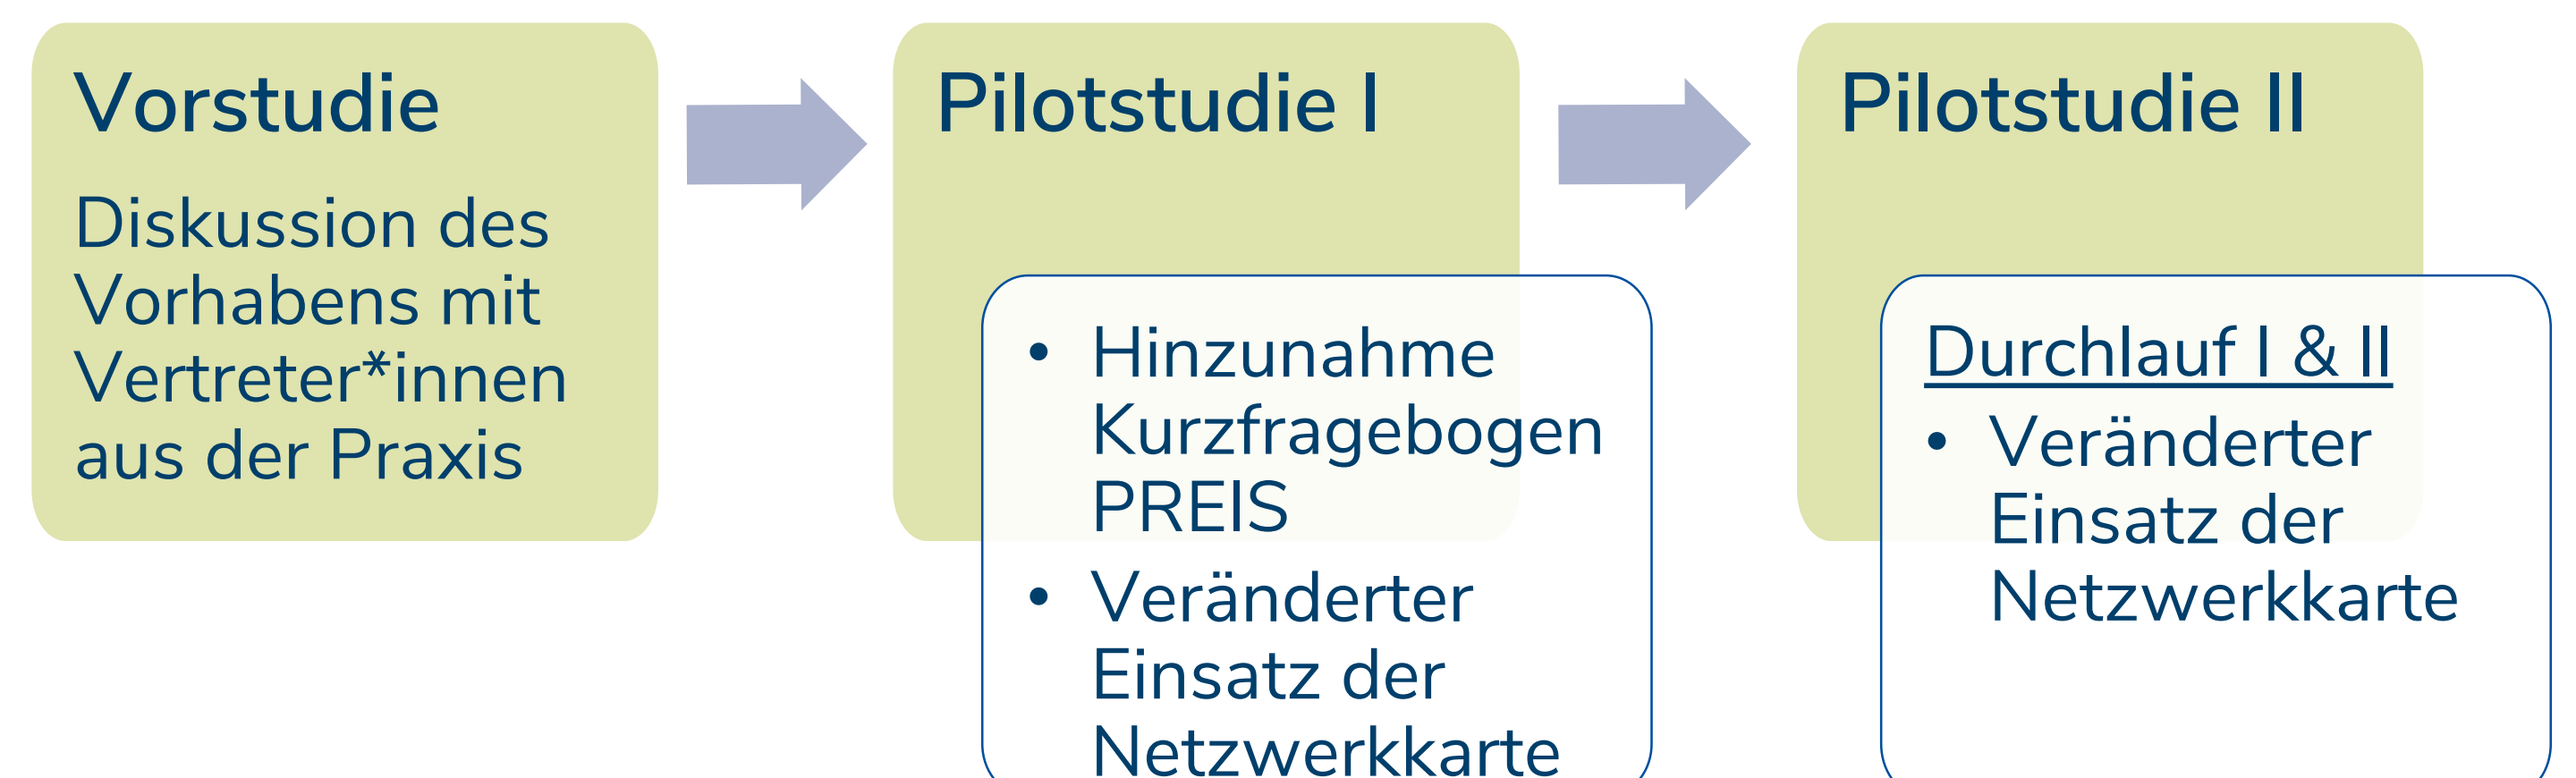 Vorstudie
Diskussion des
Vorhabens mit
Vertreter*innen
aus der Praxis
Pilotstudie I
• Hinzunahme
Kurzfragebogen
PREIS
• Veränderter
Einsatz der
Netzwerkkarte
Pilotstudie II
Durchlauf I & II
• Veränderter
Einsatz der
Netzwerkkarte